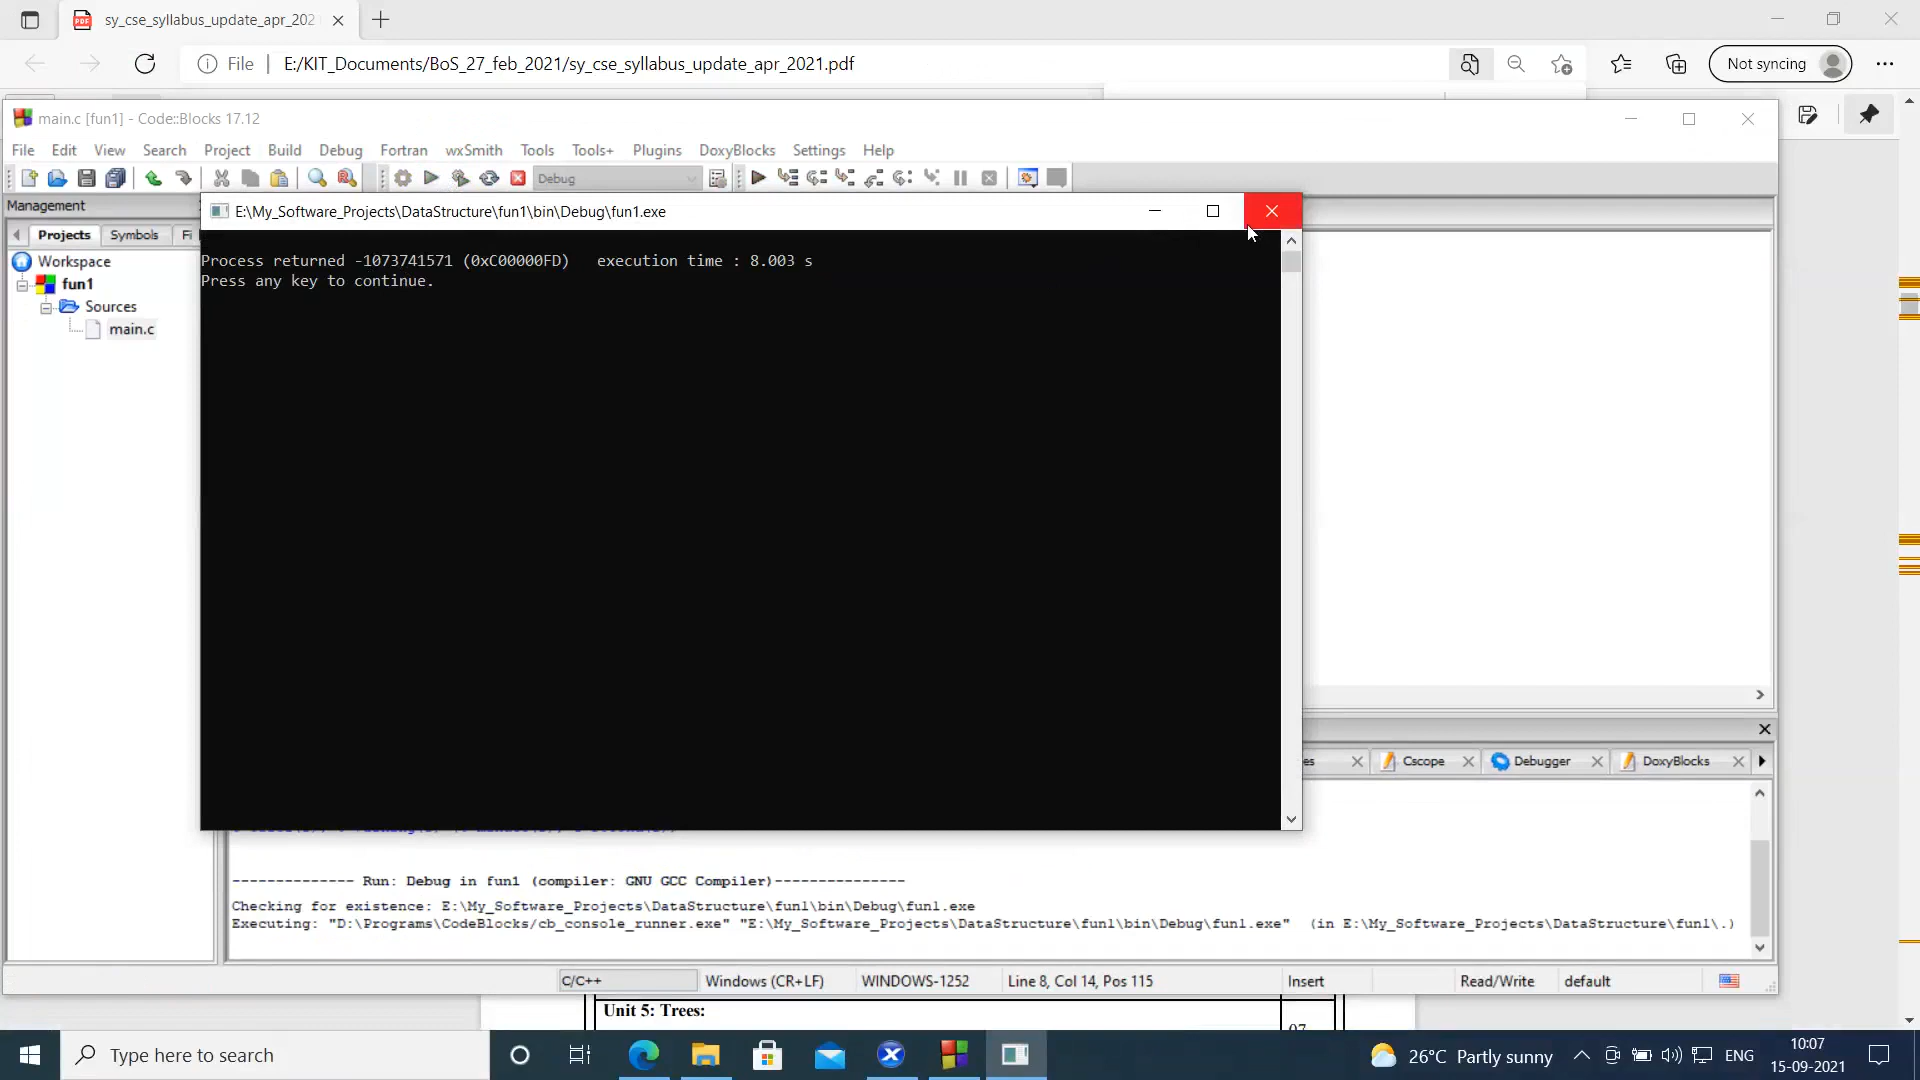 sy_cse_syllabus_update_apr_202
File
E:/KIT_Documents/BoS_27_feb_2021/sy_cse_syllabus_update_apr_2021.pdf
Not syncing
main.c [fun1] - Code::Blocks 17.12
File Edit View Search Project Build Debug Fortran wxSmith Tools Tools+ Plugins DoxyBlocks Settings Help
Debug
Management
E:\My_Software_Projects\DataStructure\fun1\bin\Debug\fun1.exe
Projects Symbols Fi
Workspace
fun1
Sources
main.c
Process returned -1073741571 (0xC00000FD)   execution time : 8.003 s
Press any key to continue.
es Cscope Debugger DoxyBlocks
-------------- Run: Debug in fun1 (compiler: GNU GCC Compiler)---------------
Checking for existence: E:\My_Software_Projects\DataStructure\fun1\bin\Debug\fun1.exe
Executing: "D:\Programs\CodeBlocks/cb_console_runner.exe" "E:\My_Software_Projects\DataStructure\fun1\bin\Debug\fun1.exe"  (in E:\My_Software_Projects\DataStructure\fun1\.)
C/C++ Windows (CR+LF) WINDOWS-1252 Line 8, Col 14, Pos 115 Insert Read/Write default
Unit 5: Trees:
07
Type here to search
26°C Partly sunny
ENG
10:07
15-09-2021